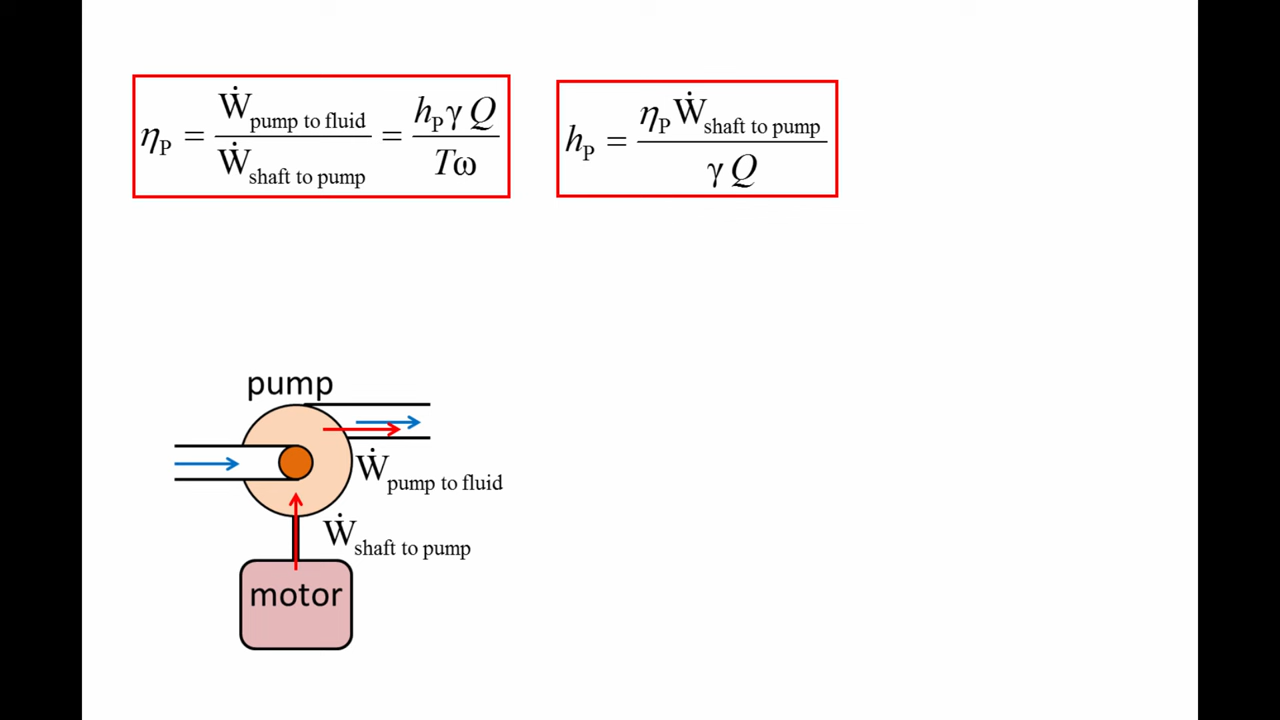 η_P = Ẇ_pump to fluid / Ẇ_shaft to pump = h_P γ Q / Tω
h_P = η_P Ẇ_shaft to pump / γ Q
pump
Ẇ_pump to fluid
Ẇ_shaft to pump
motor